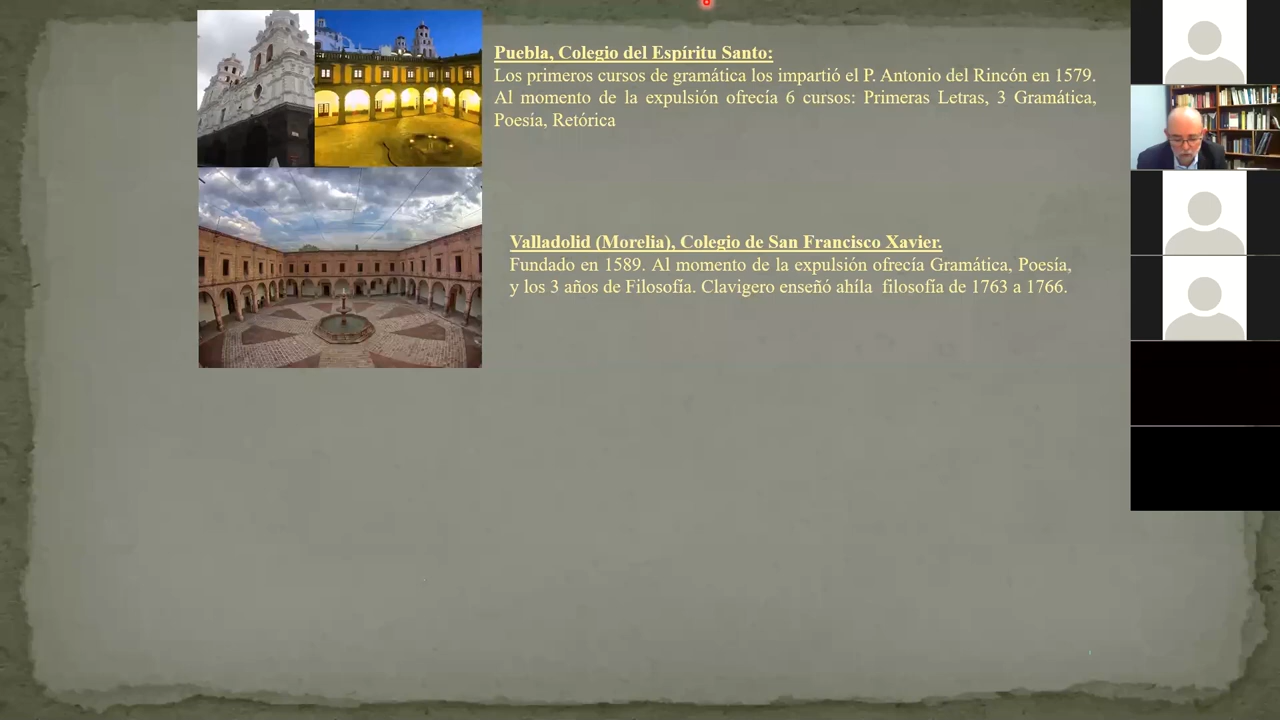 Puebla, Colegio del Espíritu Santo:
Los primeros cursos de gramática los impartió el P. Antonio del Rincón en 1579.
Al momento de la expulsión ofrecía 6 cursos: Primeras Letras, 3 Gramática,
Poesía, Retórica
Valladolid (Morelia), Colegio de San Francisco Xavier.
Fundado en 1589. Al momento de la expulsión ofrecía Gramática, Poesía,
y los 3 años de Filosofía. Clavigero enseñó ahíla filosofía de 1763 a 1766.